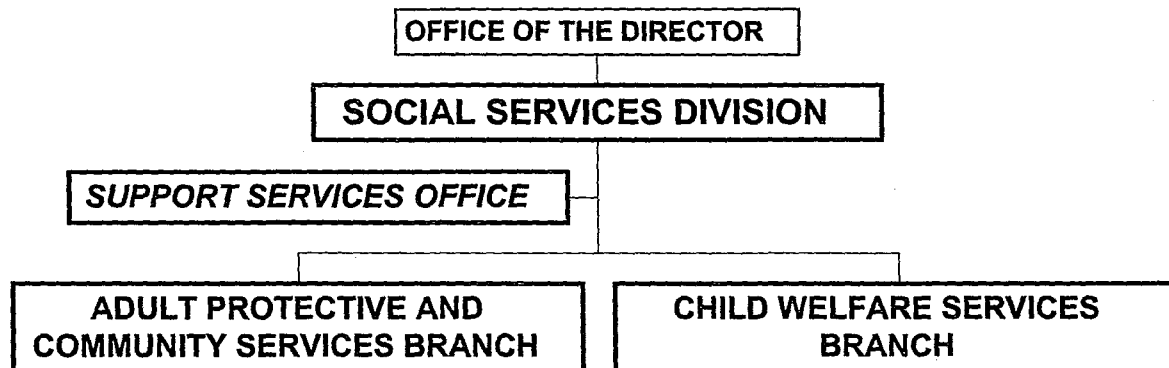 OFFICE OF THE DIRECTOR
SOCIAL SERVICES DIVISION
SUPPORT SERVICES OFFICE
ADULT PROTECTIVE AND
COMMUNITY SERVICES BRANCH
CHILD WELFARE SERVICES
BRANCH